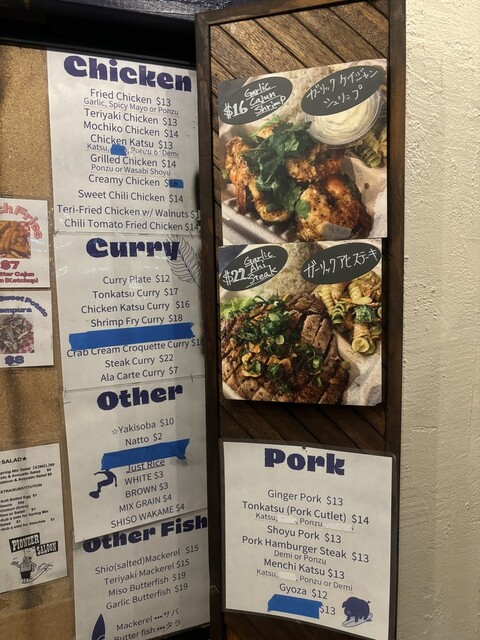 Chicken
Fried Chicken $13
Garlic, Spicy Mayo or Ponzu
Teriyaki Chicken $13
Mochiko Chicken $14
Chicken Katsu $13
Grilled Chicken $14
Ponzu or Wasabi Shoyu
Creamy Chicken
Sweet Chili Chicken $14
Teri-Fried Chicken w/ Walnuts
Chili Tomato Fried Chicken $14
Curry
Curry Plate $12
Tonkatsu Curry $17
Chicken Katsu Curry $16
Shrimp Fry Curry $18
Crab Cream Croquette Curry
Steak Curry $22
Ala Carte Curry $7
Other
☆Yakisoba $10
Natto $2
Just Rice
WHITE $3
BROWN $3
MIX GRAIN $4
SHISO WAKAME $4
Other Fish
Shio(salted)Mackerel $15
Teriyaki Mackerel $15
Miso Butterfish $19
Garlic Butterfish $19
Mackerel •••サバ
Butter fish •••タラ
$7
$8
SALAD★
PIONEER
SALOON
$16
Garlic
Cajun
Shrimp
ガーリック ケイジャン
シュリンプ
$22
Garlic
Ahi
Steak
ガーリックアヒステーキ
Pork
Ginger Pork $13
Tonkatsu (Pork Cutlet) $14
Katsu, Ponzu
Shoyu Pork $13
Pork Hamburger Steak $13
Demi or Ponzu
Menchi Katsu $13
Katsu, Ponzu or Demi
Gyoza $12
$13